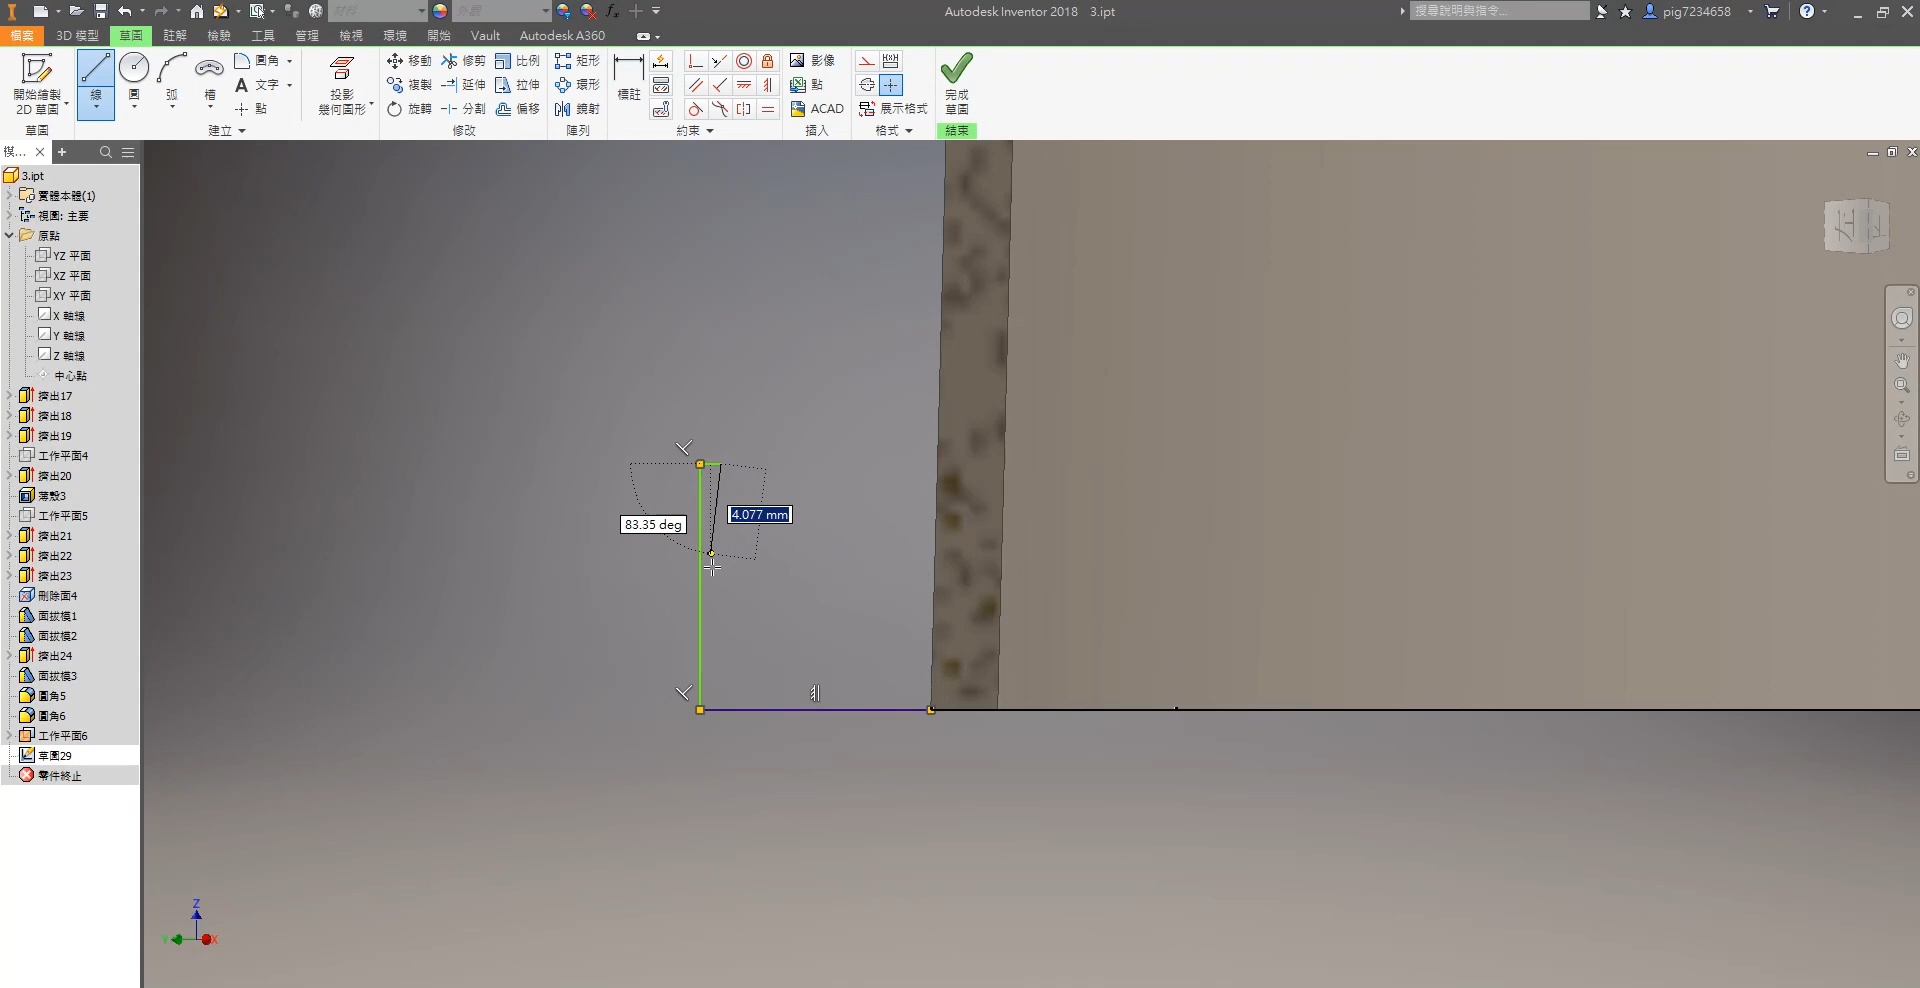 Autodesk Inventor 2018 3.ipt
搜尋說明與指令...
pig7234658
材料
外觀
檔案 3D 模型 草圖 註解 檢驗 工具 管理 檢視 環境 開始 Vault Autodesk A360
開始繪製
2D 草圖
線
圓
弧
槽
圓角
文字
點
投影
幾何圖形
移動 修剪 比例
複製 延伸 拉伸
旋轉 分割 偏移
矩形
環形
鏡射
標註
影像
點
ACAD
展示格式
完成
草圖
草圖 建立 修改 陣列 約束 插入 格式 結束
模...
3.ipt
實體本體(1)
視圖: 主要
原點
YZ 平面
XZ 平面
XY 平面
X 軸線
Y 軸線
Z 軸線
中心點
擠出17
擠出18
擠出19
工作平面4
擠出20
薄殼3
工作平面5
擠出21
擠出22
擠出23
刪除面4
面拔模1
面拔模2
擠出24
面拔模3
圓角5
圓角6
工作平面6
草圖29
零件終止
83.35 deg
4.077 mm
Z
Y
X